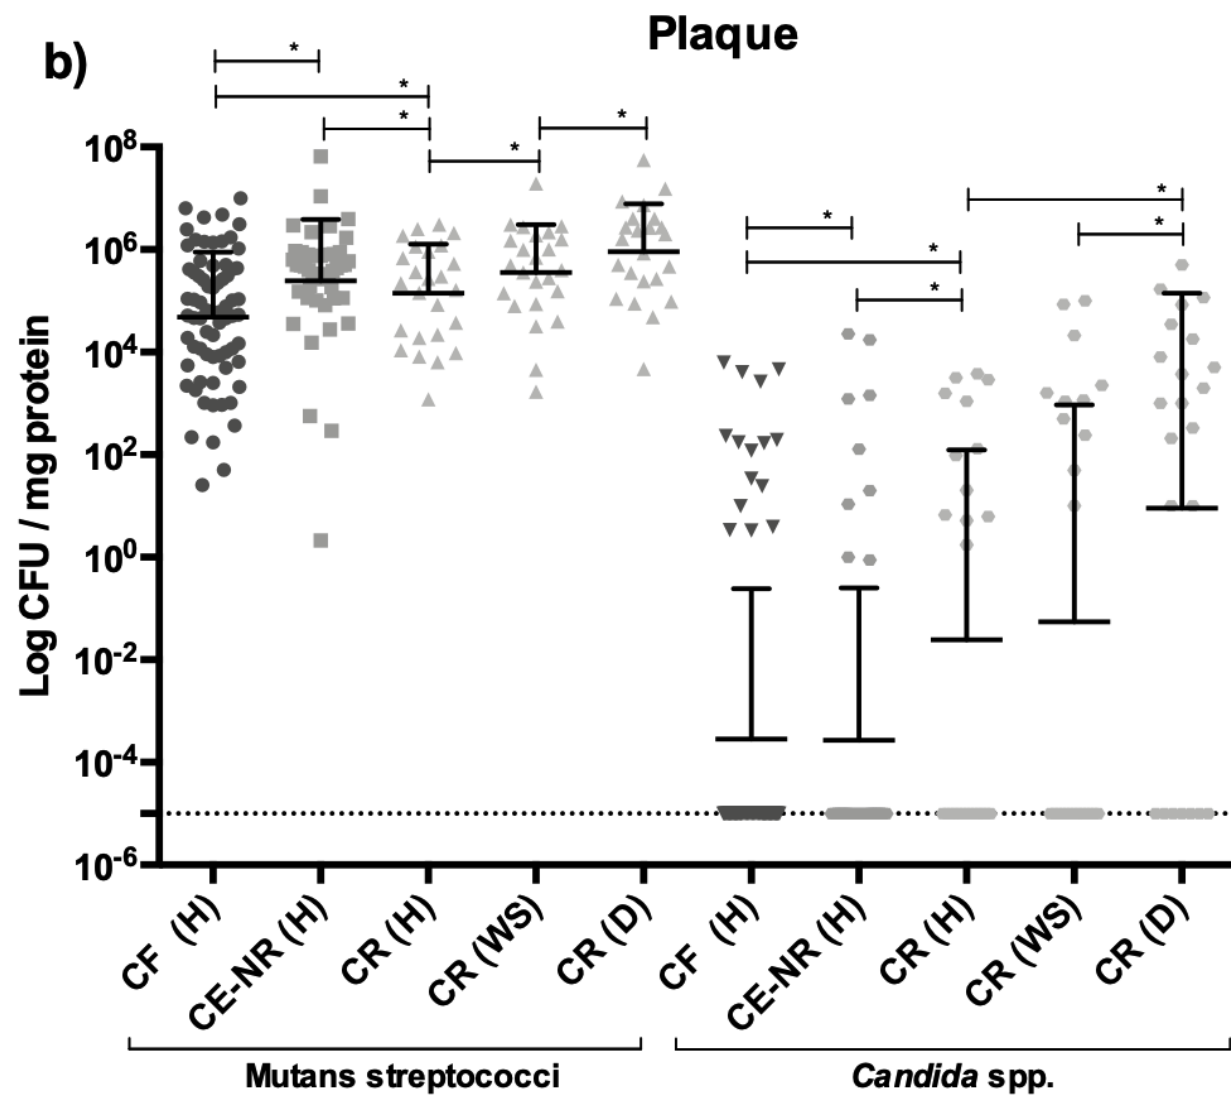 Plaque
b)
* * * * *
* * * * *
Log CFU / mg protein
10⁸
10⁶
10⁴
10²
10⁰
10⁻²
10⁻⁴
10⁻⁶
CF (H)
CE-NR (H)
CR (H)
CR (WS)
CR (D)
CF (H)
CE-NR (H)
CR (H)
CR (WS)
CR (D)
Mutans streptococci
Candida spp.